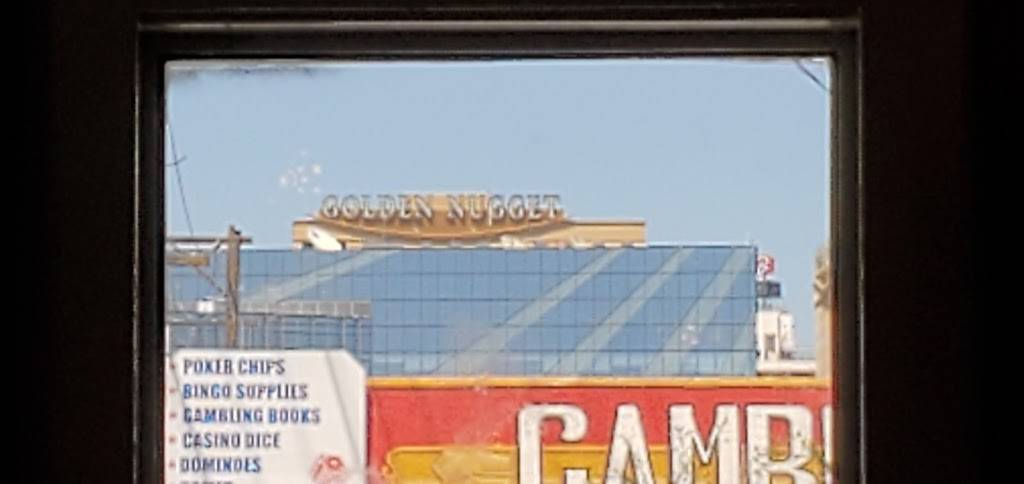 GOLDEN NUGGET
POKER CHIPS
BINGO SUPPLIES
GAMBLING BOOKS
CASINO DICE
DOMINOES
GAMB